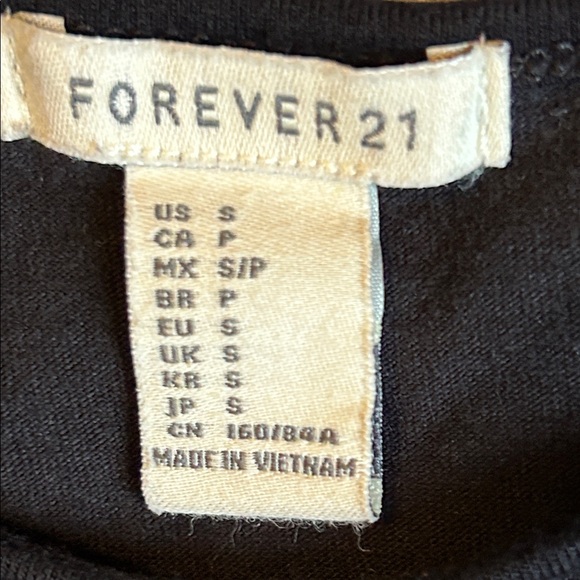 FOREVER 21
US S
CA P
MX S/P
BR P
EU S
UK S
KR S
JP S
CN 160/84A
MADE IN VIETNAM